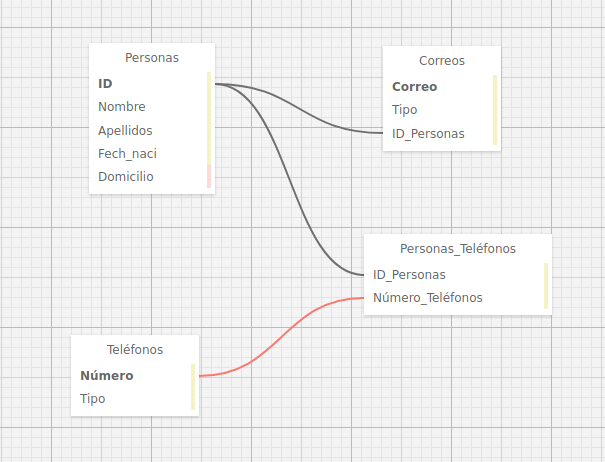 Personas
ID
Nombre
Apellidos
Fech_naci
Domicilio
Correos
Correo
Tipo
ID_Personas
Personas_Teléfonos
ID_Personas
Número_Teléfonos
Teléfonos
Número
Tipo